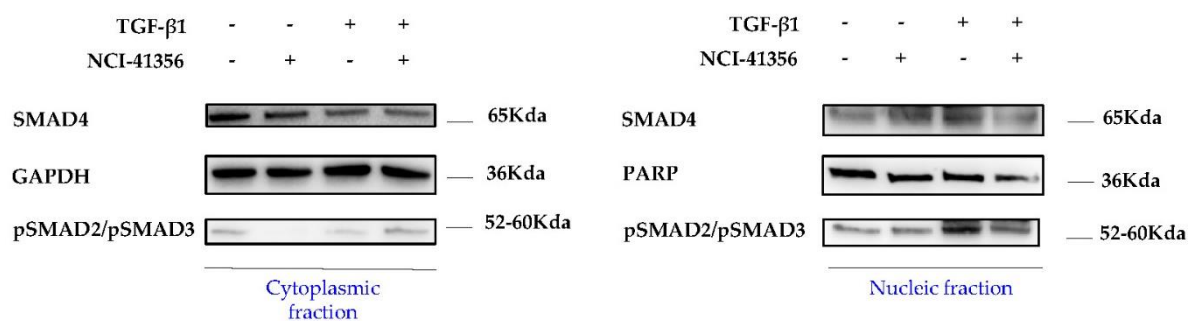 TGF-β1 - - + +
NCI-41356 - + - +
SMAD4 65Kda
GAPDH 36Kda
pSMAD2/pSMAD3 52-60Kda
Cytoplasmic
fraction
TGF-β1 - - + +
NCI-41356 - + - +
SMAD4 65Kda
PARP 36Kda
pSMAD2/pSMAD3 52-60Kda
Nucleic fraction